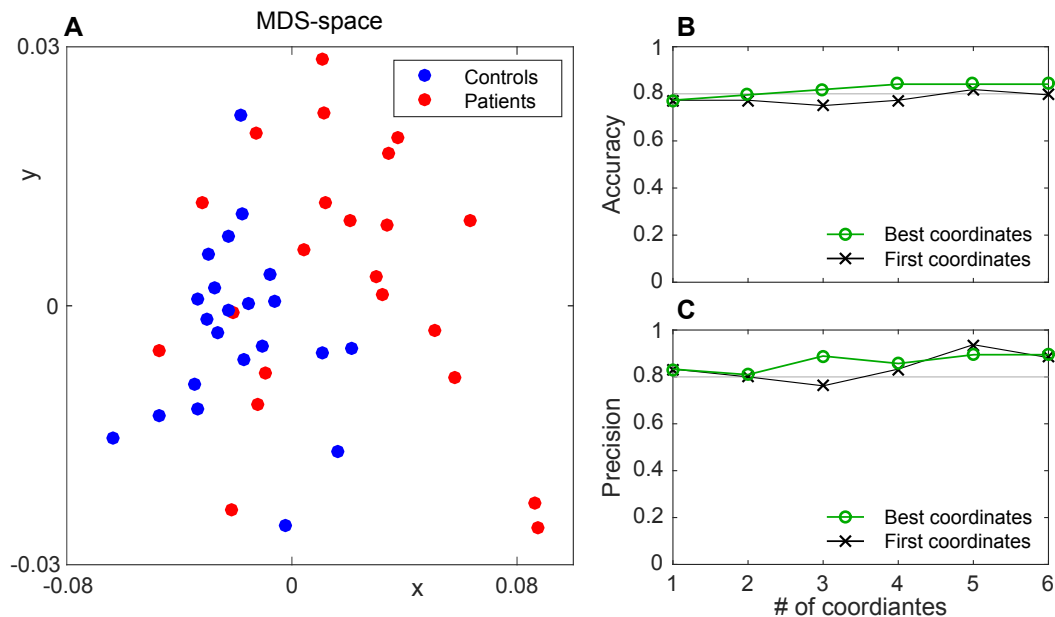 A
MDS-space
0.03
Controls
Patients
y
0
-0.03
-0.08
0
0.08
x
B
1
0.8
0.6
0.4
0.2
0
Accuracy
Best coordinates
First coordinates
C
1
0.8
0.6
0.4
0.2
0
Precision
Best coordinates
First coordinates
1
2
3
4
5
6
# of coordiantes